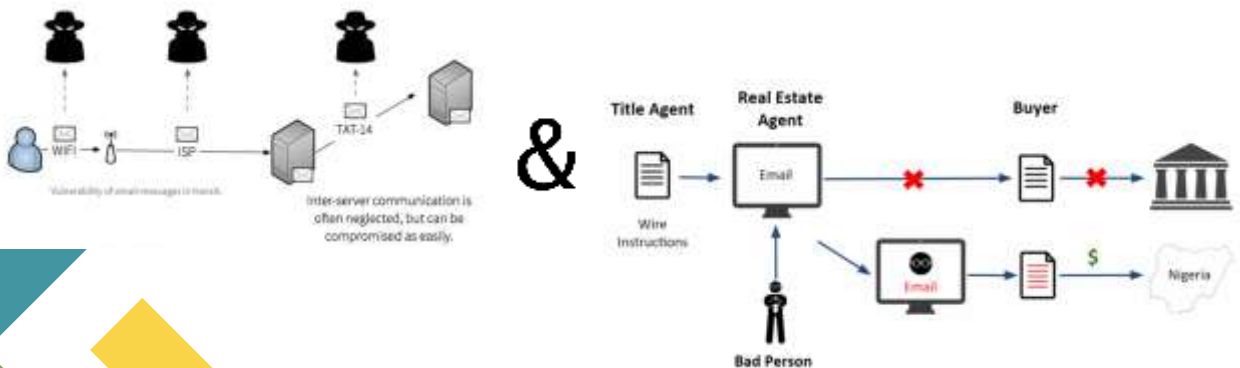 WIFI
ISP
TAT-14
Vulnerability of email messages in transit.
Inter-server communication is
often neglected, but can be
compromised as easily.
&
Title Agent
Real Estate
Agent
Buyer
Email
Wire
Instructions
Email
$
Nigeria
Bad Person